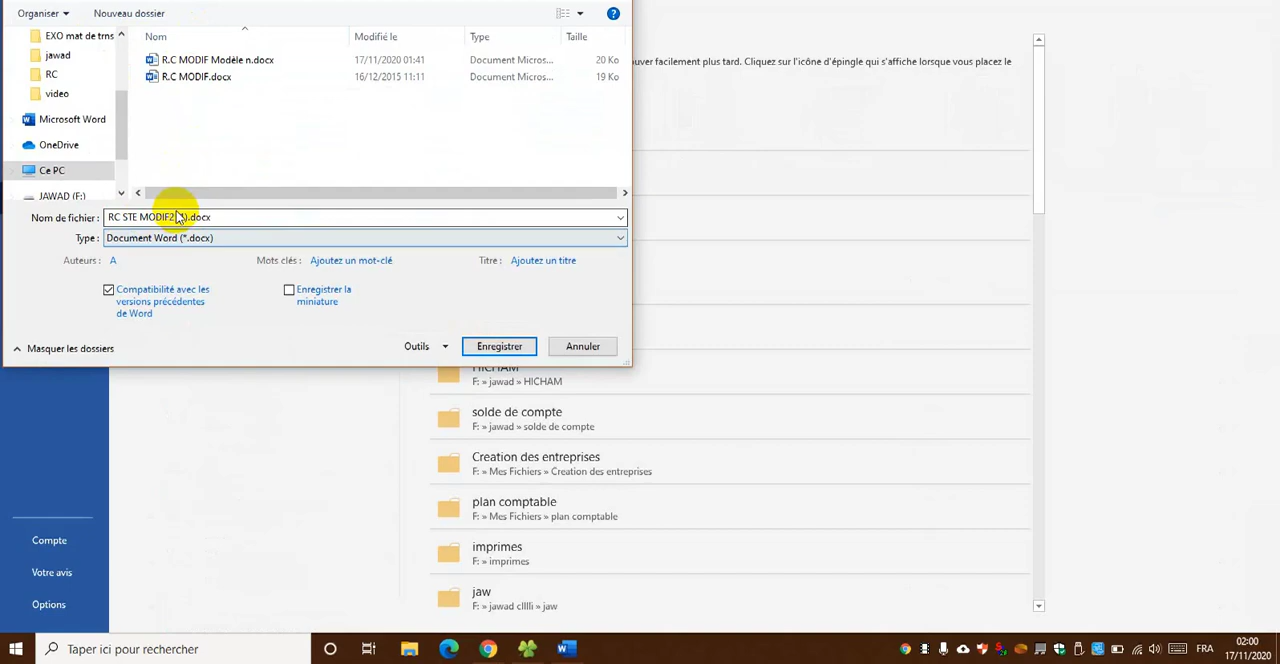 Organiser
Nouveau dossier
EXO mat de trns
jawad
RC
video
Microsoft Word
OneDrive
Ce PC
JAWAD (F:)
Nom Modifié le Type Taille
R.C MODIF Modèle n.docx 17/11/2020 01:41 Document Micros... 20 Ko
R.C MODIF.docx 16/12/2015 11:11 Document Micros... 19 Ko
Nom de fichier : RC STE MODIF2 .docx
Type : Document Word (*.docx)
Auteurs : A Mots clés : Ajoutez un mot-clé Titre : Ajoutez un titre
Compatibilité avec les
versions précédentes
de Word
Enregistrer la
miniature
Masquer les dossiers
Outils Enregistrer Annuler
uver facilement plus tard. Cliquez sur l'icône d'épingle qui s'affiche lorsque vous placez le
HICHAM
F: » jawad » HICHAM
solde de compte
F: » jawad » solde de compte
Creation des entreprises
F: » Mes Fichiers » Creation des entreprises
plan comptable
F: » Mes Fichiers » plan comptable
imprimes
F: » imprimes
jaw
F: » jawad clllli » jaw
Compte
Votre avis
Options
Taper ici pour rechercher
FRA
02:00
17/11/2020